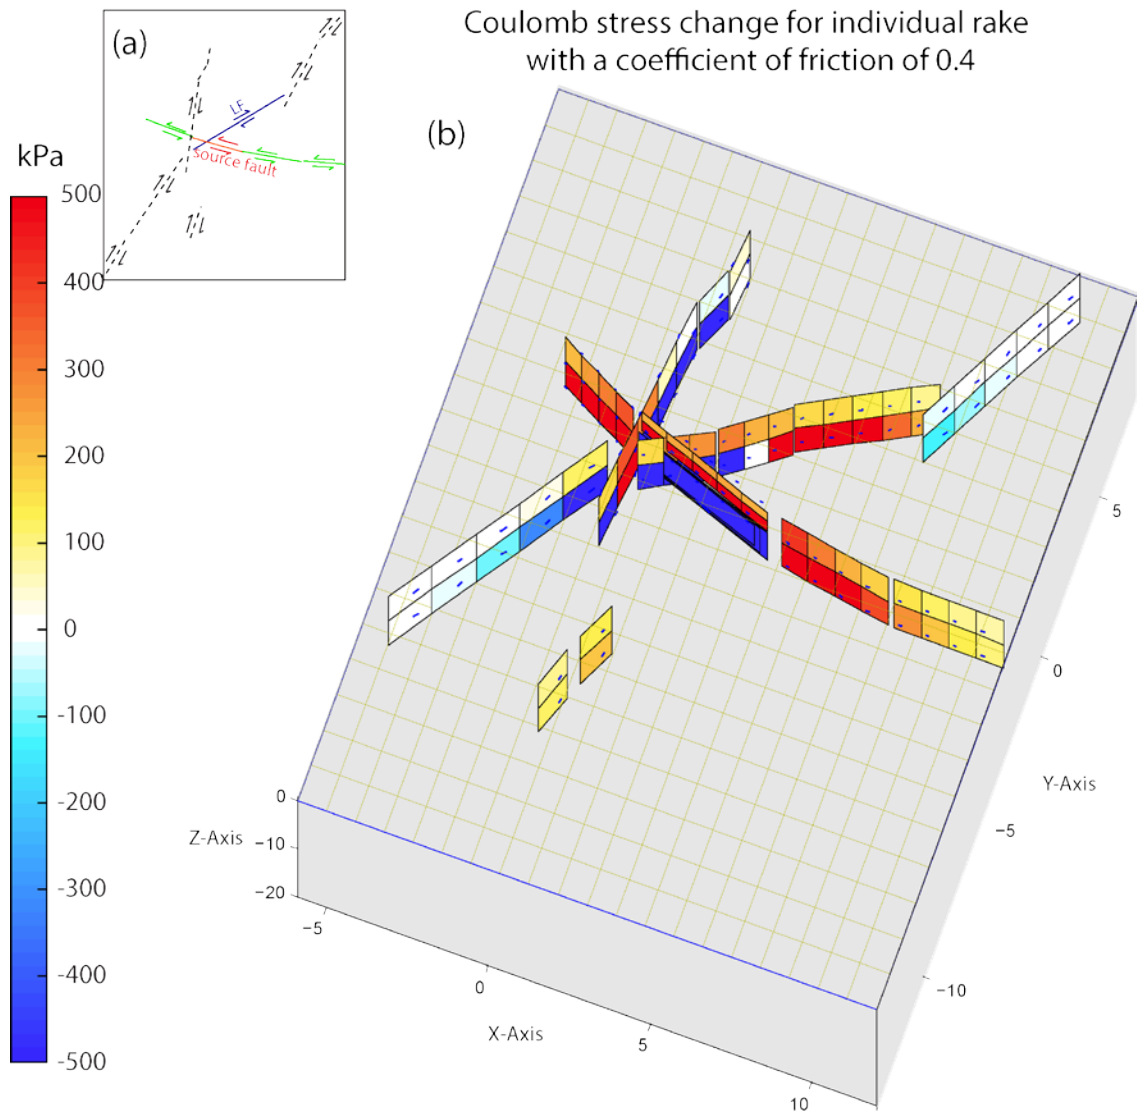 Coulomb stress change for individual rake
with a coefficient of friction of 0.4
(a)
LF
source fault
(b)
kPa
500
400
300
200
100
0
-100
-200
-300
-400
-500
0
Z-Axis
−10
−20
−5
0
X-Axis
5
10
5
0
Y-Axis
−5
−10